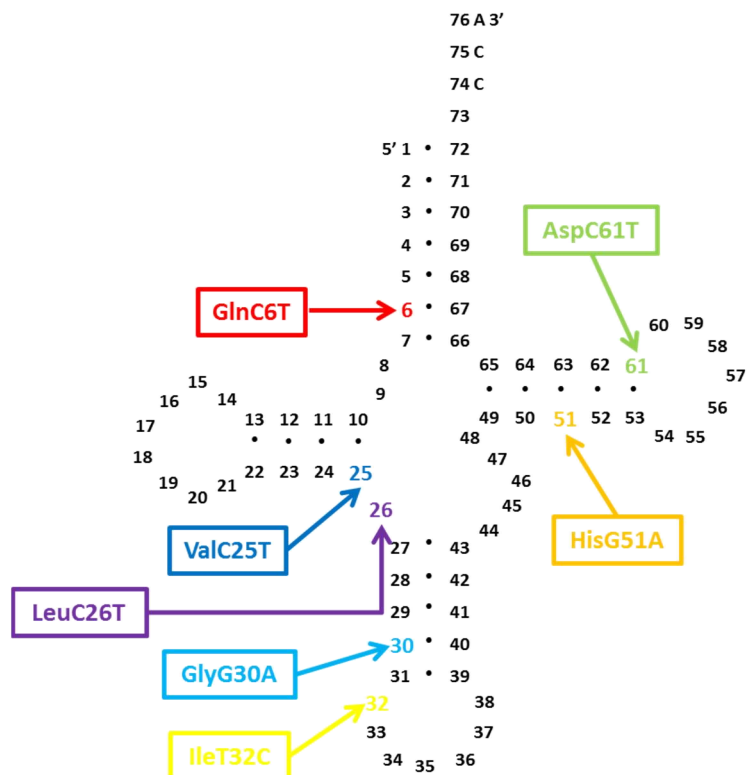 76 A 3’
75 C
74 C
73
5’ 1 • 72
2 • 71
3 • 70
4 • 69
AspC61T
5 • 68
GlnC6T
6 • 67
7 • 66
60 59
58
57
56
55
54
8
9
65 64 63 62 61
49 50 51 52 53
15
14
16
17
18
19
20
21
13 12 11 10
22 23 24 25
48
47
46
45
44
26
ValC25T
HisG51A
27 • 43
28 • 42
LeuC26T
29 • 41
30 • 40
GlyG30A
31 • 39
32
38
33
37
34
35
36
IleT32C